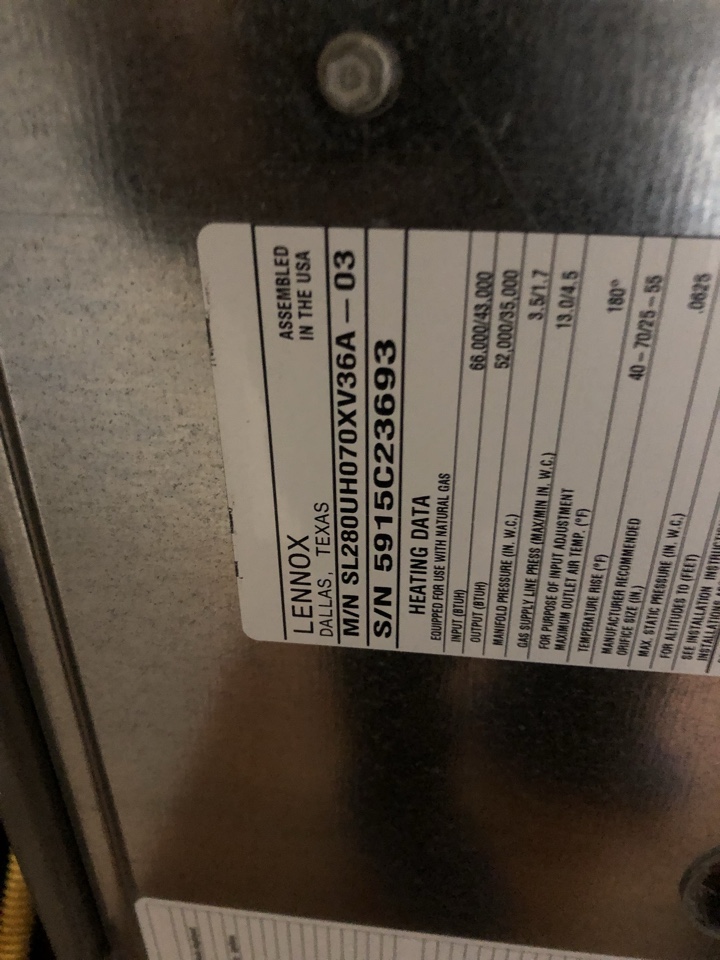 LENNOX
DALLAS, TEXAS
ASSEMBLED
IN THE USA
M/N SL280UH070XV36A-03
S/N 5915C23693
HEATING DATA
EQUIPPED FOR USE WITH NATURAL GAS
INPUT (BTUH) 66,000/43,000
OUTPUT (BTUH) 52,000/35,000
MANIFOLD PRESSURE (IN. W.C.) 3.5/1.7
GAS SUPPLY LINE PRESS (MAX/MIN IN. W.C.) 13.0/4.5
FOR PURPOSE OF INPUT ADJUSTMENT
MAXIMUM OUTLET AIR TEMP. (°F) 180°
TEMPERATURE RISE (°F) 40-70/25-55
MANUFACTURER RECOMMENDED
ORIFICE SIZE (IN.) .0625
MAX. STATIC PRESSURE (IN. W.C.)
FOR ALTITUDES TO (FEET)
SEE INSTALLATION